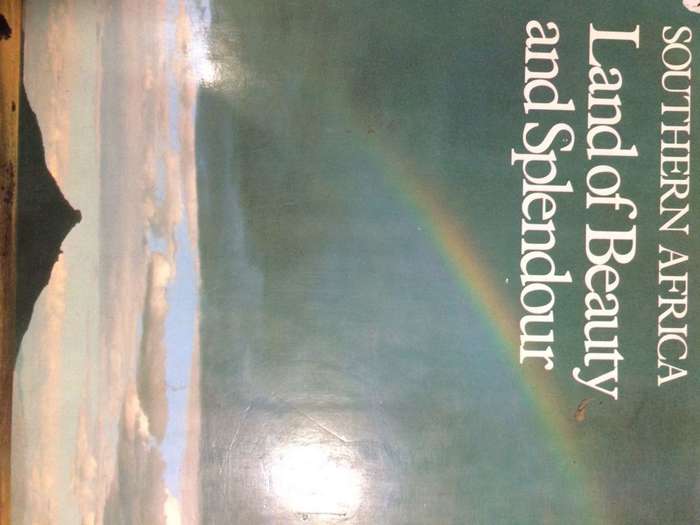 SOUTHERN AFRICA
Land of Beauty
and Splendour